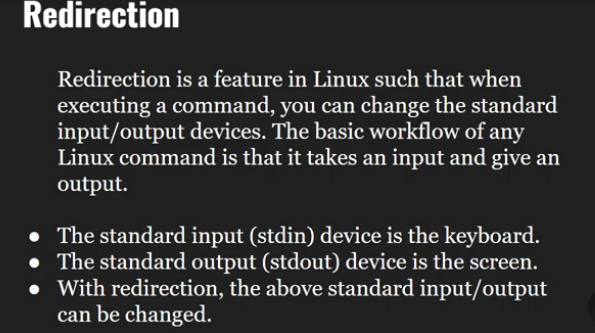 Redirection
Redirection is a feature in Linux such that when
executing a command, you can change the standard
input/output devices. The basic workflow of any
Linux command is that it takes an input and give an
output.
● The standard input (stdin) device is the keyboard.
● The standard output (stdout) device is the screen.
● With redirection, the above standard input/output
can be changed.